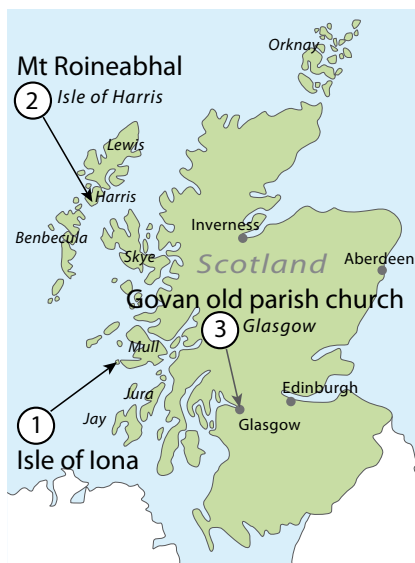 Orknay
Mt Roineabhal
2 Isle of Harris
Lewis
Harris
Benbecula
Skye
Inverness
Scotland
Aberdeen
Govan old parish church
3 Glasgow
Mull
Jura
Jay
Edinburgh
Glasgow
1
Isle of Iona